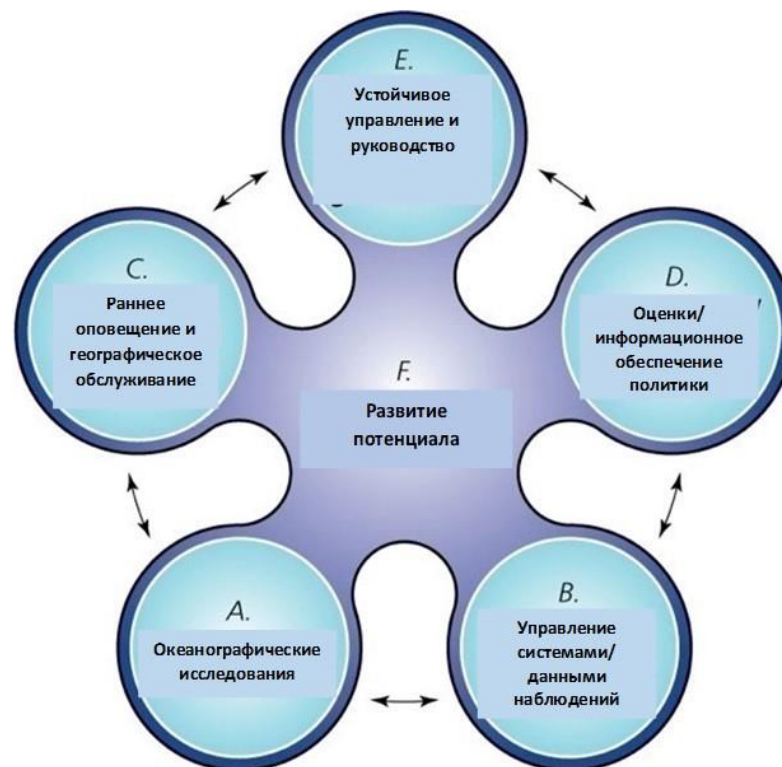 E.
Устойчивое
управление и
руководство
C.
Раннее
оповещение и
географическое
обслуживание
D.
Оценки/
информационное
обеспечение
политики
F.
Развитие
потенциала
A.
Океанографические
исследования
B.
Управление
системами/
данными
наблюдений